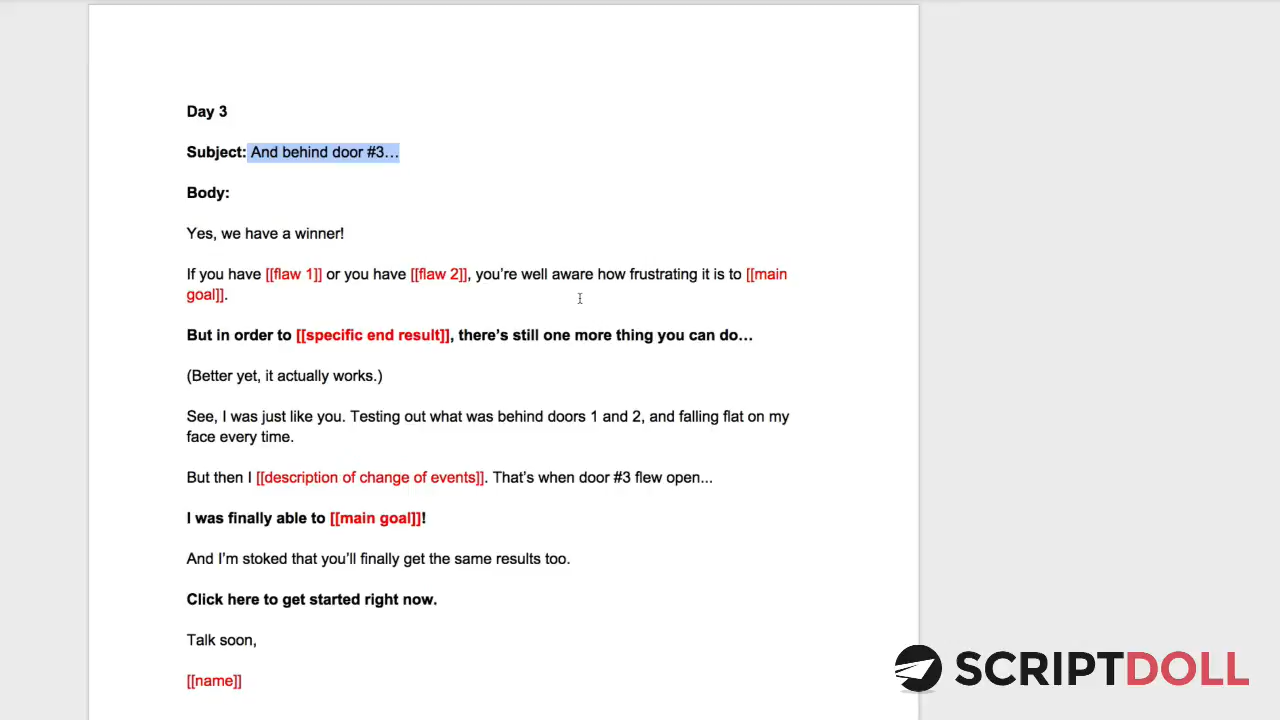 Day 3
Subject: And behind door #3…
Body:
Yes, we have a winner!
If you have [[flaw 1]] or you have [[flaw 2]], you’re well aware how frustrating it is to [[main
goal]].
But in order to [[specific end result]], there’s still one more thing you can do…
(Better yet, it actually works.)
See, I was just like you. Testing out what was behind doors 1 and 2, and falling flat on my
face every time.
But then I [[description of change of events]]. That’s when door #3 flew open...
I was finally able to [[main goal]]!
And I’m stoked that you’ll finally get the same results too.
Click here to get started right now.
Talk soon,
[[name]]
SCRIPTDOLL